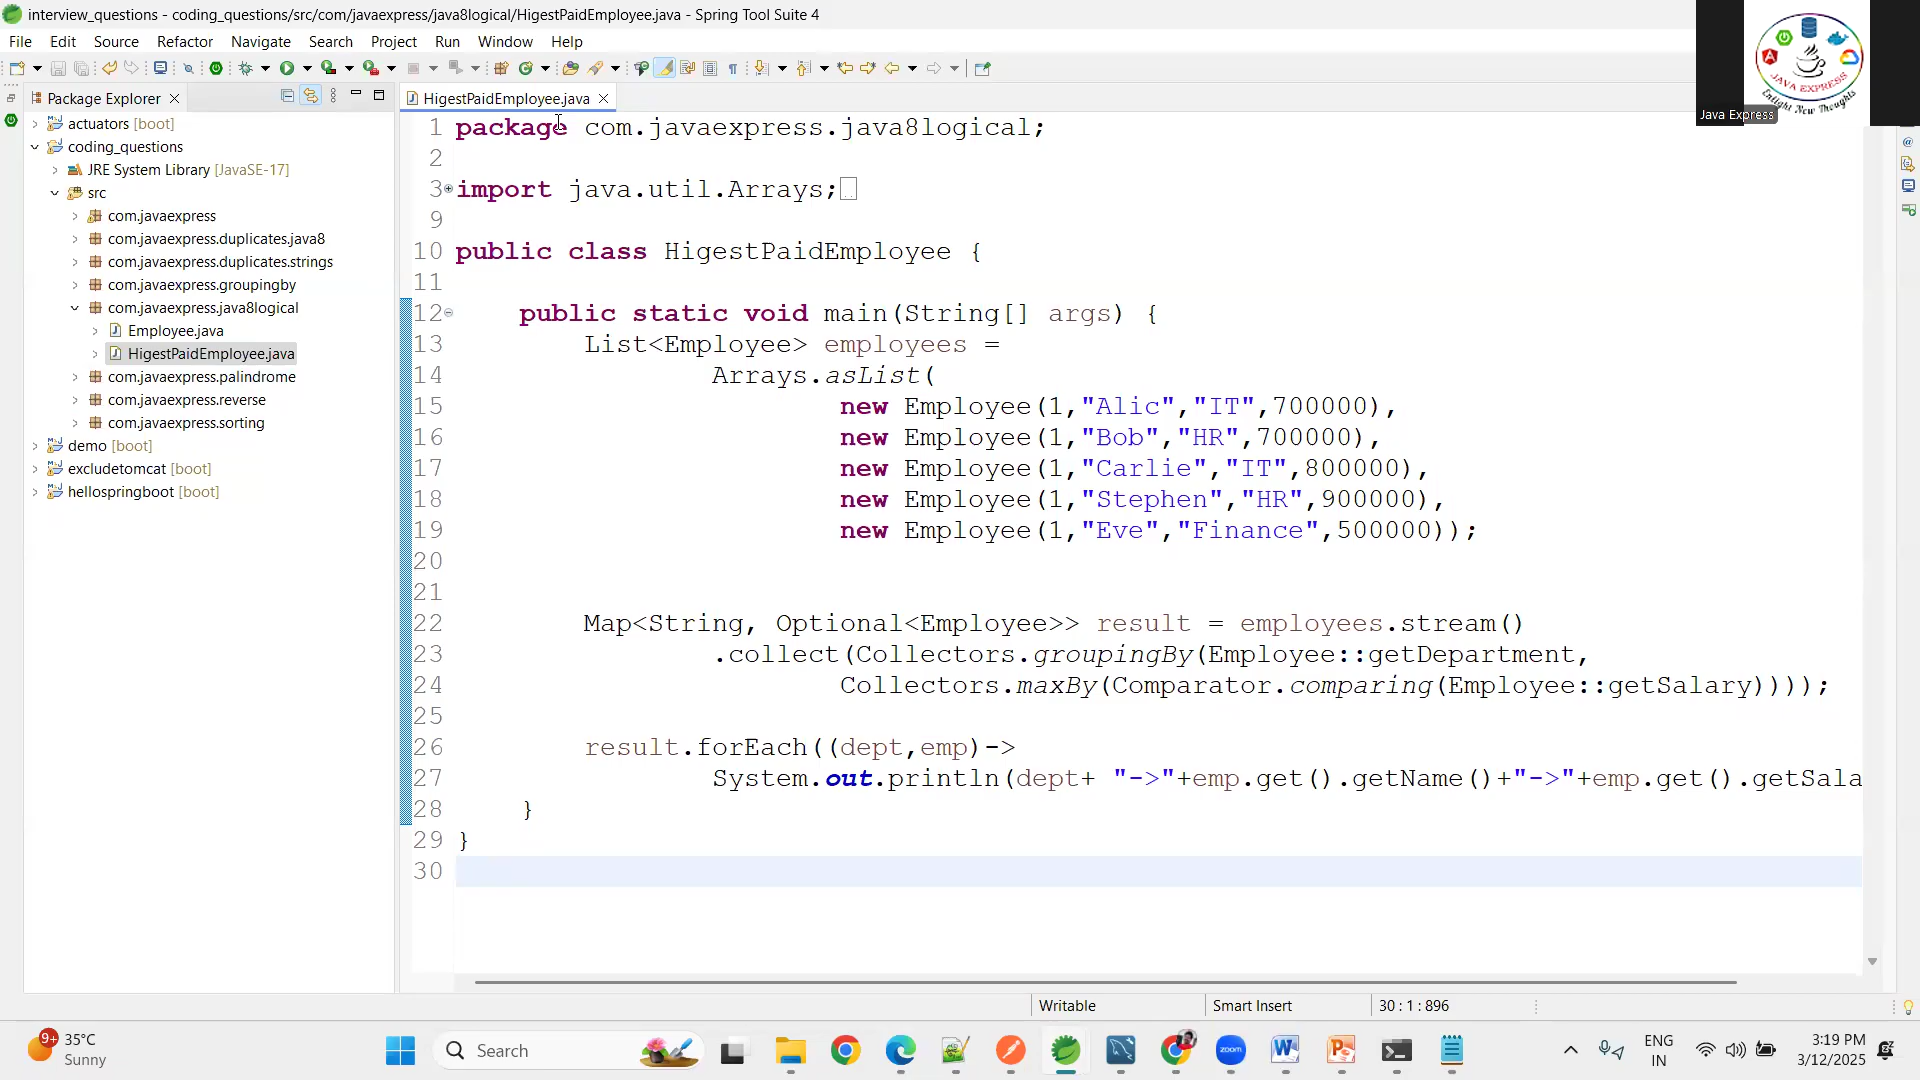 interview_questions - coding_questions/src/com/javaexpress/java8logical/HigestPaidEmployee.java - Spring Tool Suite 4
File Edit Source Refactor Navigate Search Project Run Window Help
JAVA EXPRESS
Enlight New Thoughts
Java Express
Package Explorer
actuators [boot]
coding_questions
JRE System Library [JavaSE-17]
src
com.javaexpress
com.javaexpress.duplicates.java8
com.javaexpress.duplicates.strings
com.javaexpress.groupingby
com.javaexpress.java8logical
Employee.java
HigestPaidEmployee.java
com.javaexpress.palindrome
com.javaexpress.reverse
com.javaexpress.sorting
demo [boot]
excludetomcat [boot]
hellospringboot [boot]
HigestPaidEmployee.java
1 package com.javaexpress.java8logical;
2
3 import java.util.Arrays;
9
10 public class HigestPaidEmployee {
11
12 public static void main(String[] args) {
13 List<Employee> employees =
14 Arrays.asList(
15 new Employee(1,"Alic","IT",700000),
16 new Employee(1,"Bob","HR",700000),
17 new Employee(1,"Carlie","IT",800000),
18 new Employee(1,"Stephen","HR",900000),
19 new Employee(1,"Eve","Finance",500000));
20
21
22 Map<String, Optional<Employee>> result = employees.stream()
23 .collect(Collectors.groupingBy(Employee::getDepartment,
24 Collectors.maxBy(Comparator.comparing(Employee::getSalary))));
25
26 result.forEach((dept,emp)->
27 System.out.println(dept+ "->"+emp.get().getName()+"->"+emp.get().getSala
28 }
29 }
30
Writable Smart Insert 30 : 1 : 896
9+
35°C
Sunny
Search
zoom
ENG
IN
3:19 PM
3/12/2025